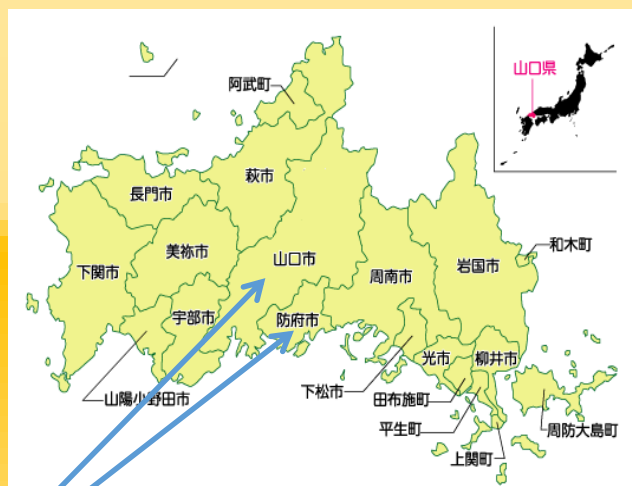 山口県
阿武町
萩市
長門市
美祢市
山口市
和木町
岩国市
周南市
下関市
宇部市
防府市
光市
柳井市
下松市
山陽小野田市
田布施町
平生町
上関町
周防大島町